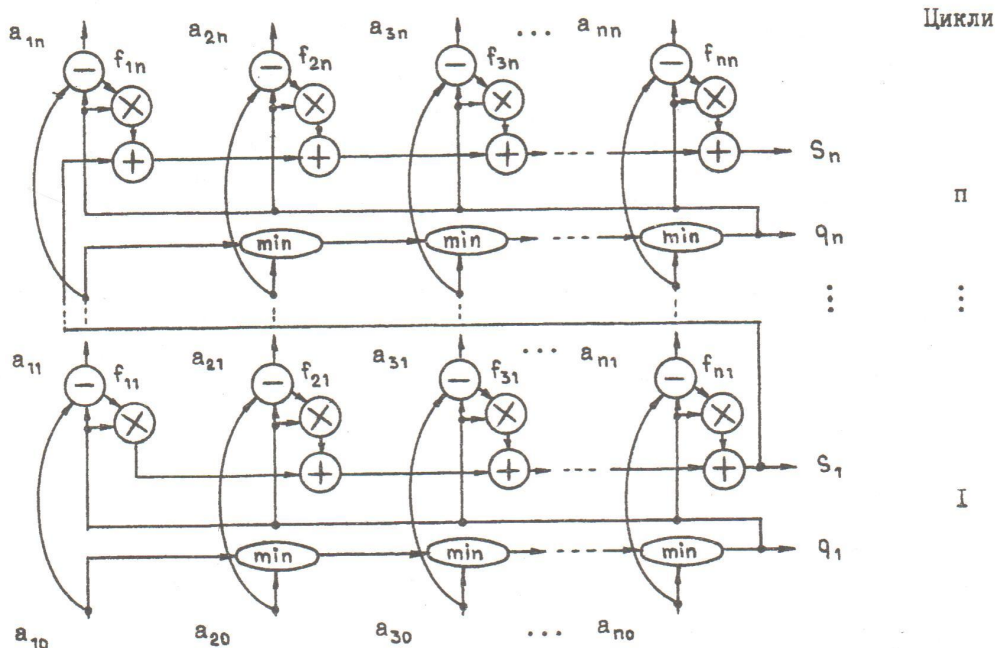 Цикли
a₁ₙ a₂ₙ a₃ₙ ... aₙₙ
f₁ₙ f₂ₙ f₃ₙ fₙₙ
− − − −
× × × ×
+ + + + Sₙ
п
min min min qₙ
a₁₁ a₂₁ a₃₁ ... aₙ₁
f₁₁ f₂₁ f₃₁ fₙ₁
− − − −
× × × ×
+ + + S₁
I
min min min q₁
a₁₀ a₂₀ a₃₀ ... aₙ₀